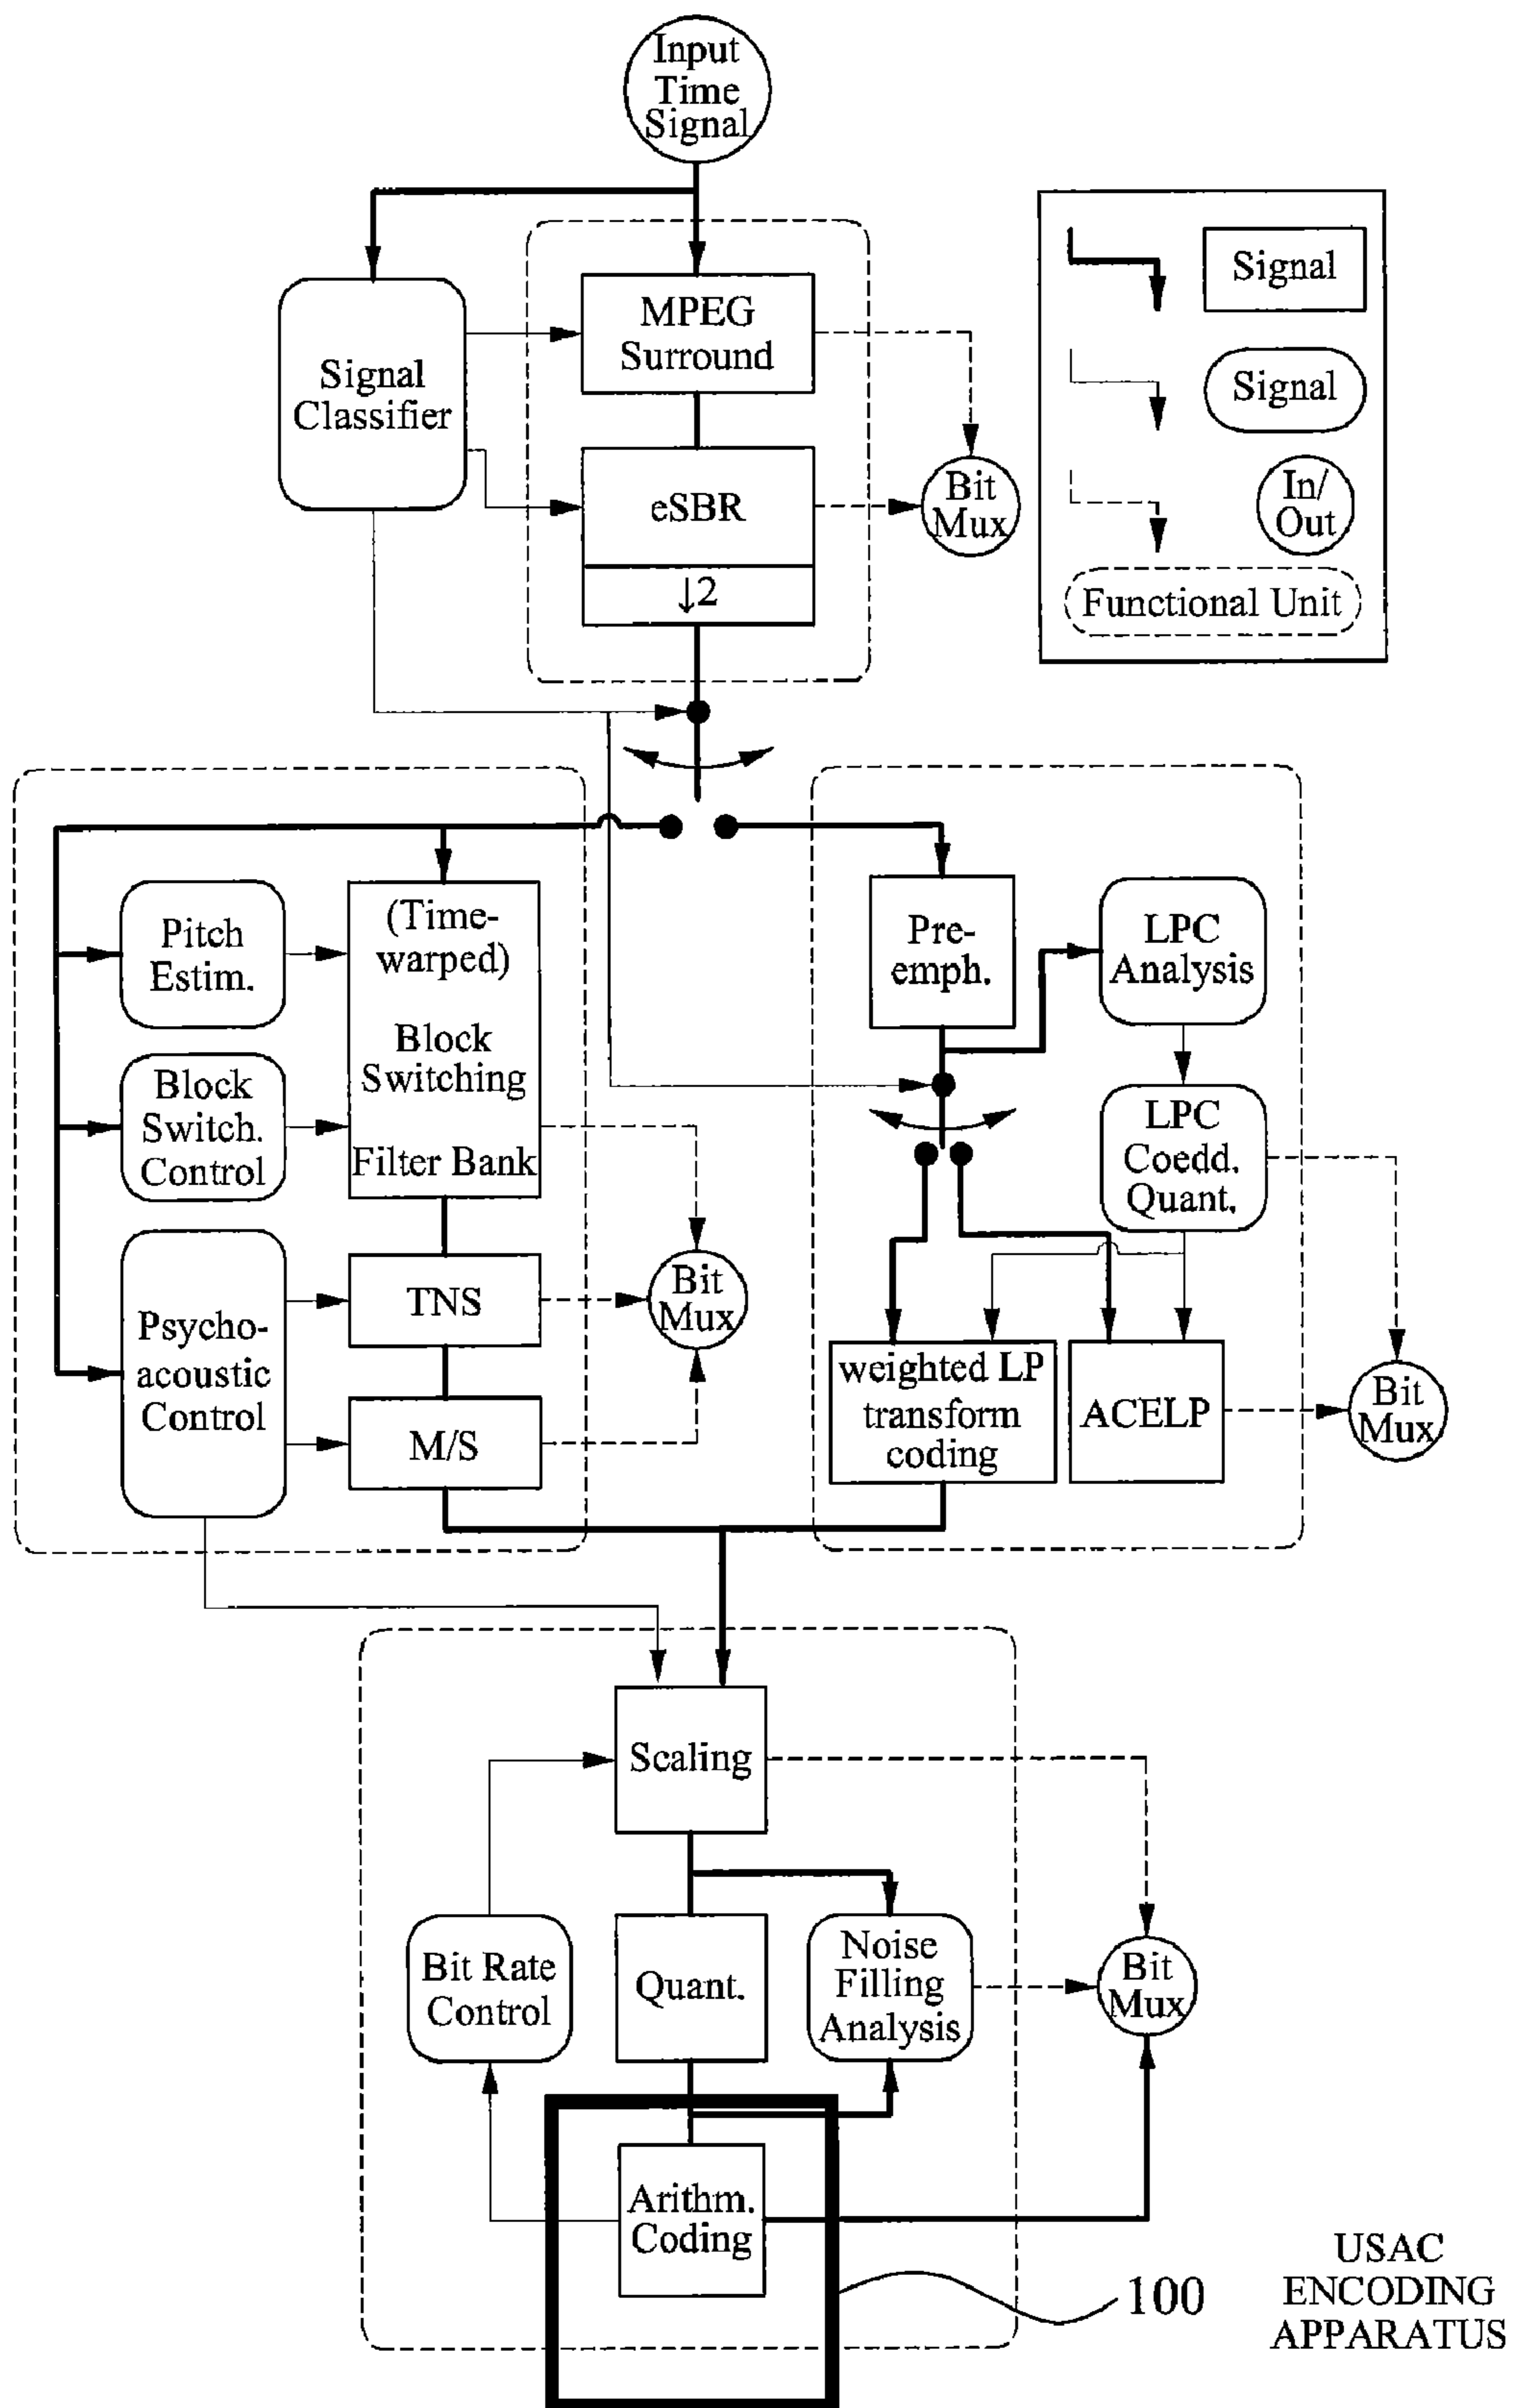 Input
Time
Signal
Signal
Classifier
MPEG
Surround
eSBR
↓2
Bit
Mux
Signal
Signal
In/
Out
Functional Unit
Pitch
Estim.
Block
Switch.
Control
Psycho-
acoustic
Control
(Time-
warped)
Block
Switching
Filter Bank
TNS
M/S
Bit
Mux
Pre-
emph.
LPC
Analysis
LPC
Coedd.
Quant.
weighted LP
transform
coding
ACELP
Bit
Mux
Scaling
Bit Rate
Control
Quant.
Noise
Filling
Analysis
Bit
Mux
Arithm.
Coding
100
USAC
ENCODING
APPARATUS